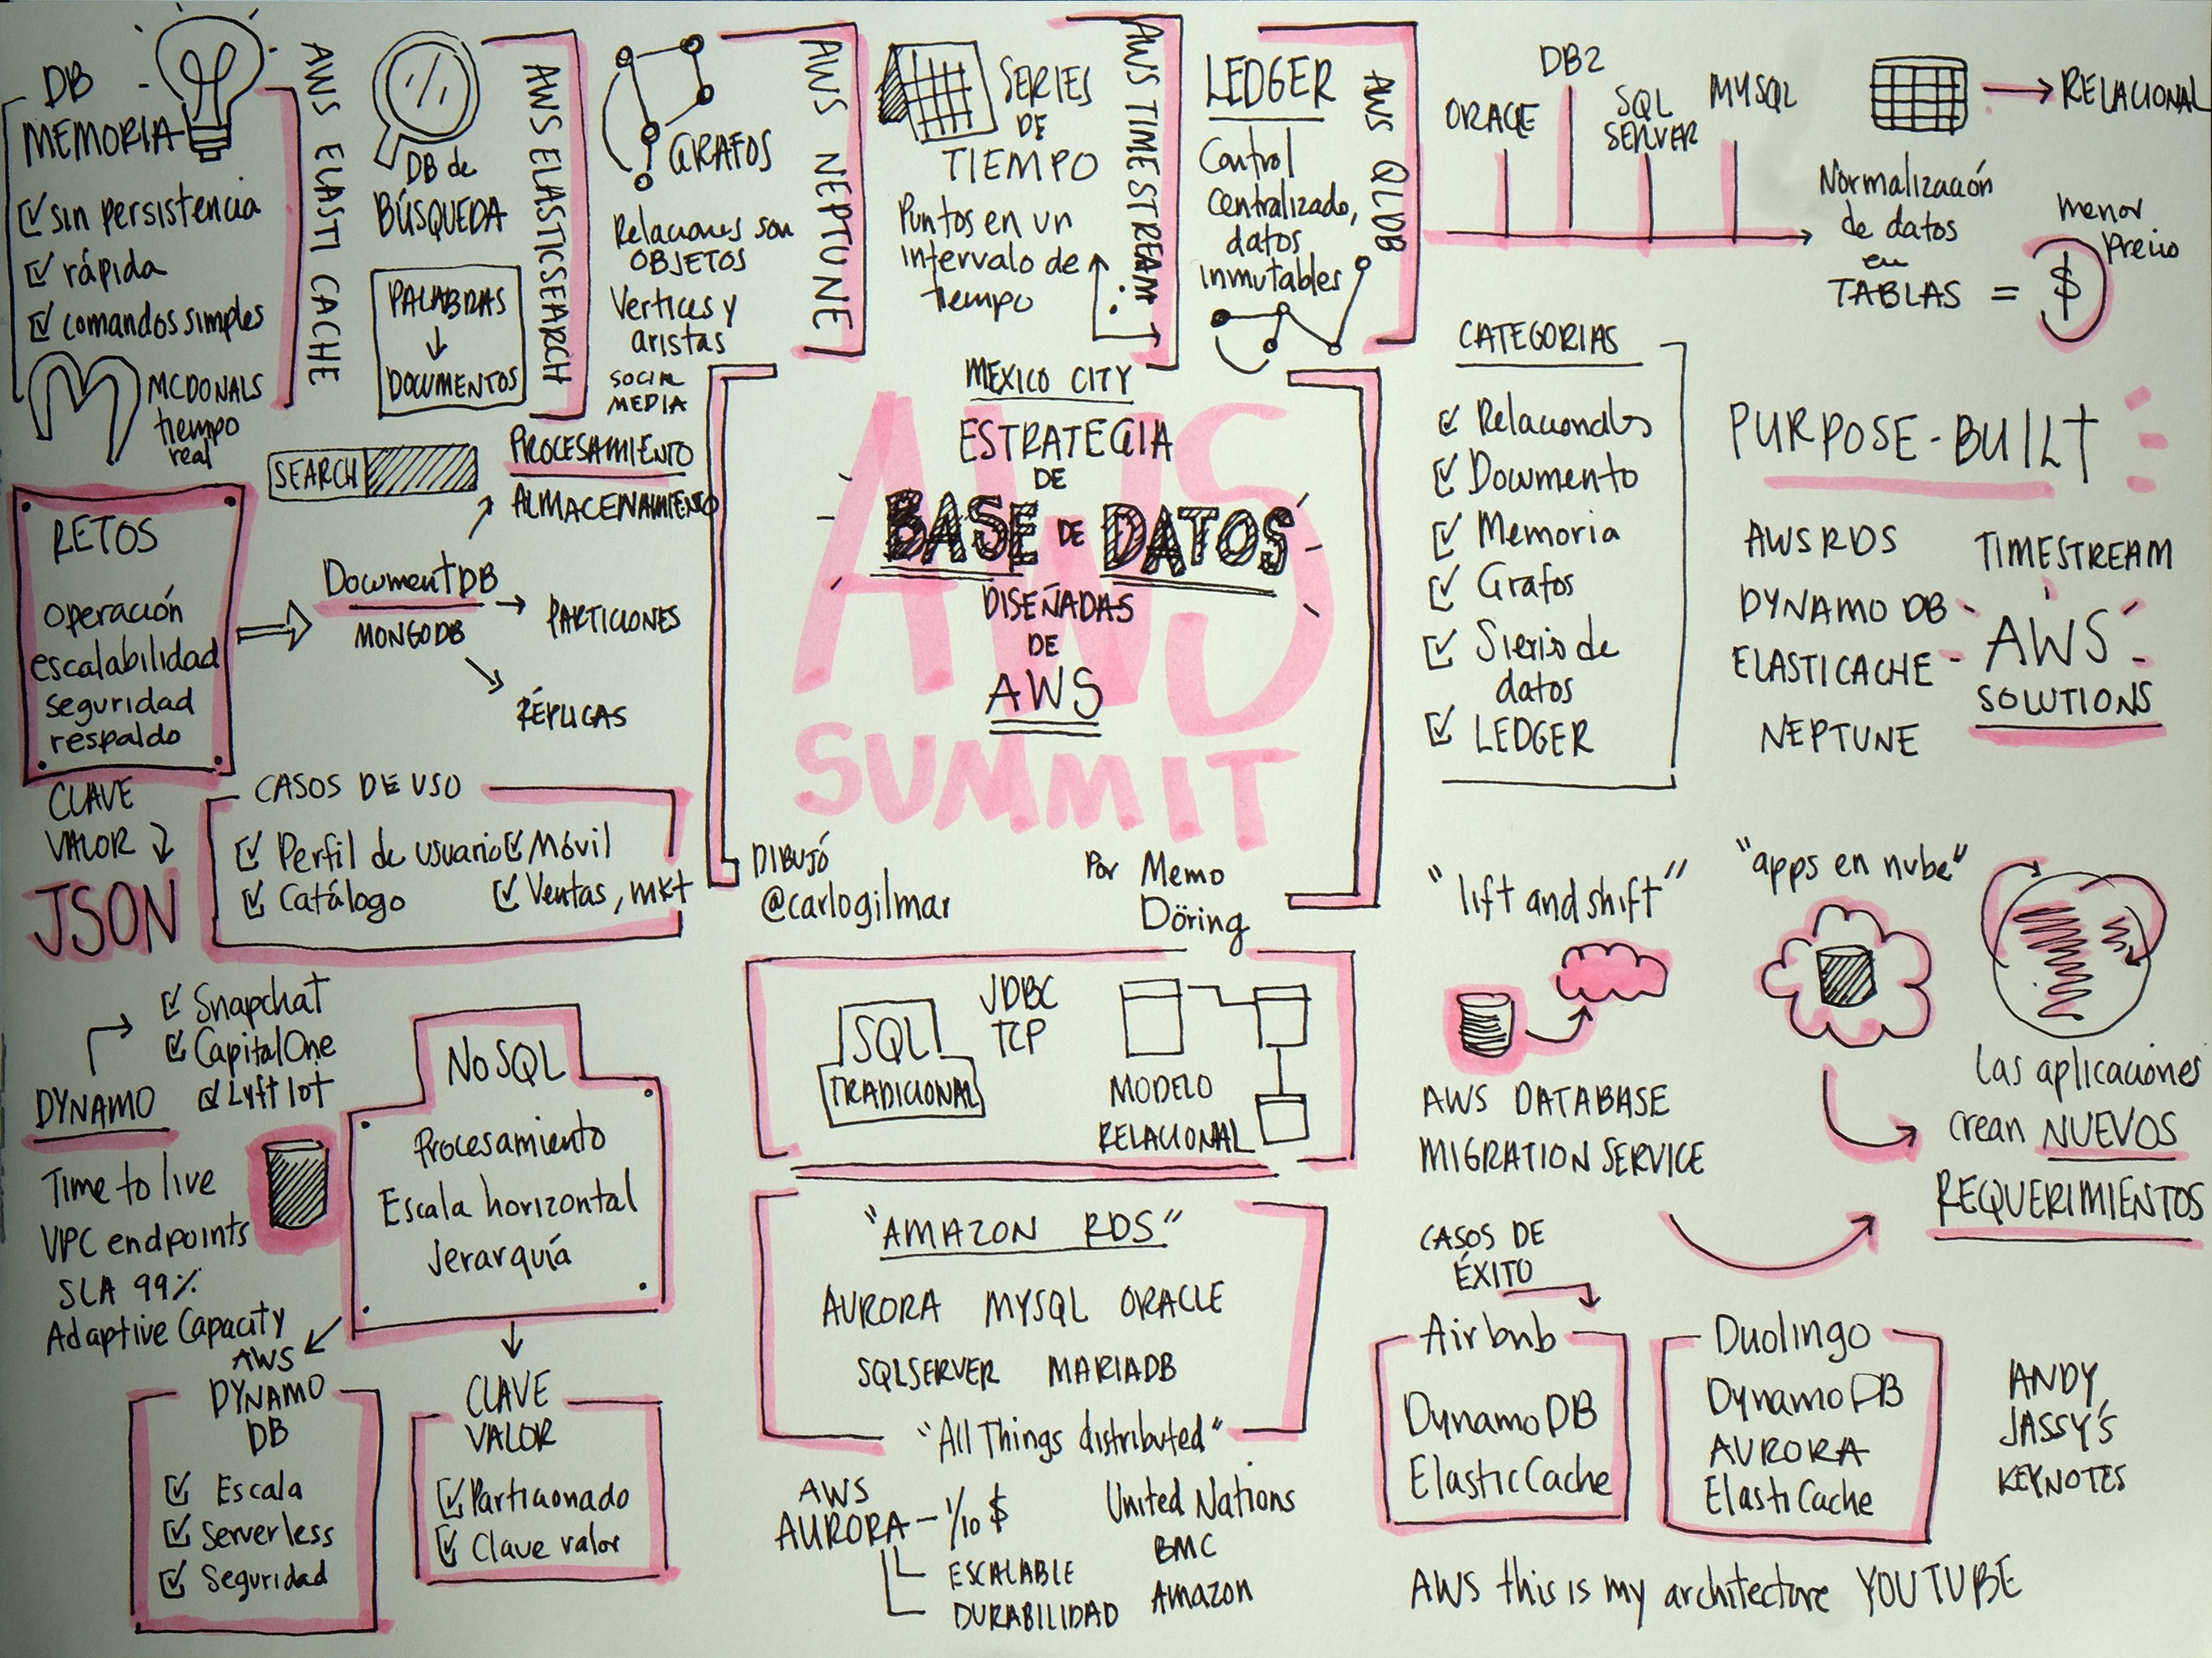 DB
MEMORIA
sin persistencia
rápida
comandos simples
MCDONALS
tiempo
real
AWS ELASTI CACHE
DB de
BÚSQUEDA
PALABRAS
DOCUMENTOS
AWS ELASTICSEARCH
SEARCH
GRAFOS
Relaciones son
OBJETOS
Vertices y
aristas
SOCIAL
MEDIA
AWS NEPTUNE
SERIES
DE
TIEMPO
Puntos en un
intervalo de
tiempo
AWS TIMESTREAM
LEDGER
Control
centralizado,
datos
inmutables
AWS QLDB
ORACLE
DB2
SQL
SERVER
MYSQL
RELACIONAL
Normalización
de datos
en
TABLAS = $
menor
precio
RETOS
operación
escalabilidad
seguridad
respaldo
DocumentDB
MONGODB
PROCESAMIENTO
ALMACENAMIENTO
PARTICIONES
RÉPLICAS
MEXICO CITY
ESTRATEGIA
DE
BASE DE DATOS
DISEÑADAS
DE
AWS
AWS
SUMMIT
DIBUJÓ
@carlogilmar
Por Memo
Döring
CATEGORIAS
Relacionales
Documento
Memoria
Grafos
Sieris de
datos
LEDGER
PURPOSE-BUILT
AWS RDS
DYNAMO DB
ELASTICACHE
NEPTUNE
TIMESTREAM
AWS
SOLUTIONS
CLAVE
VALOR
JSON
CASOS DE USO
Perfil de usuario
Móvil
Catálogo
Ventas, mkt
Snapchat
CapitalOne
Lyft Iot
DYNAMO
Time to live
VPC endpoints
SLA 99%
Adaptive Capacity
NoSQL
Procesamiento
Escala horizontal
Jerarquía
AWS
DYNAMO
DB
Escala
Serverless
Seguridad
CLAVE
VALOR
Particionado
Clave valor
SQL
TRADICIONAL
JDBC
TCP
MODELO
RELACIONAL
"AMAZON RDS"
AURORA MYSQL ORACLE
SQLSERVER MARIADB
"All Things distributed"
AWS
AURORA - 1/10 $
ESCALABLE
DURABILIDAD
United Nations
BMC
Amazon
"lift and shift"
AWS DATABASE
MIGRATION SERVICE
"apps en nube"
Las aplicaciones
crean NUEVOS
REQUERIMIENTOS
CASOS DE
ÉXITO
Airbnb
DynamoDB
ElasticCache
Duolingo
DynamoDB
AURORA
ElastiCache
ANDY
JASSY'S
KEYNOTES
AWS this is my architecture YOUTUBE